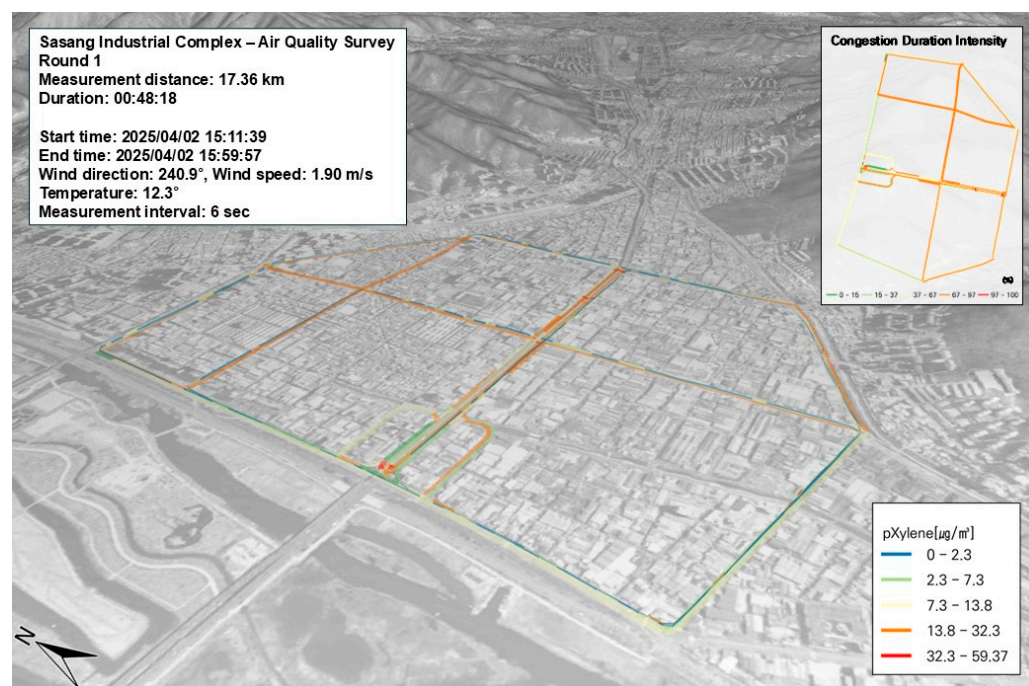 Sasang Industrial Complex – Air Quality Survey
Round 1
Measurement distance: 17.36 km
Duration: 00:48:18
Start time: 2025/04/02 15:11:39
End time: 2025/04/02 15:59:57
Wind direction: 240.9°, Wind speed: 1.90 m/s
Temperature: 12.3°
Measurement interval: 6 sec
Congestion Duration Intensity
(%)
0 – 15
15 – 37
37 – 67
67 – 97
97 – 100
pXylene[㎍/㎥]
0 – 2.3
2.3 – 7.3
7.3 – 13.8
13.8 – 32.3
32.3 – 59.37
N